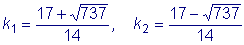 k₁ = (17 + √737)/14, k₂ = (17 − √737)/14